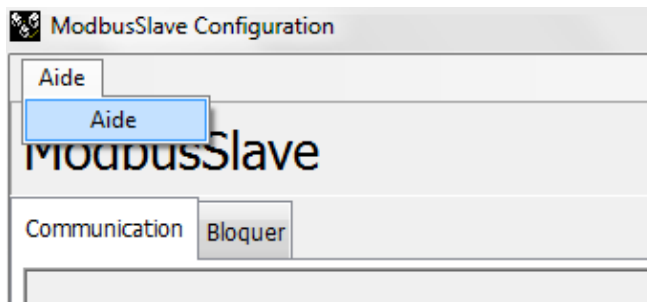 ModbusSlave Configuration
Aide
Aide
ModbusSlave
Communication Bloquer